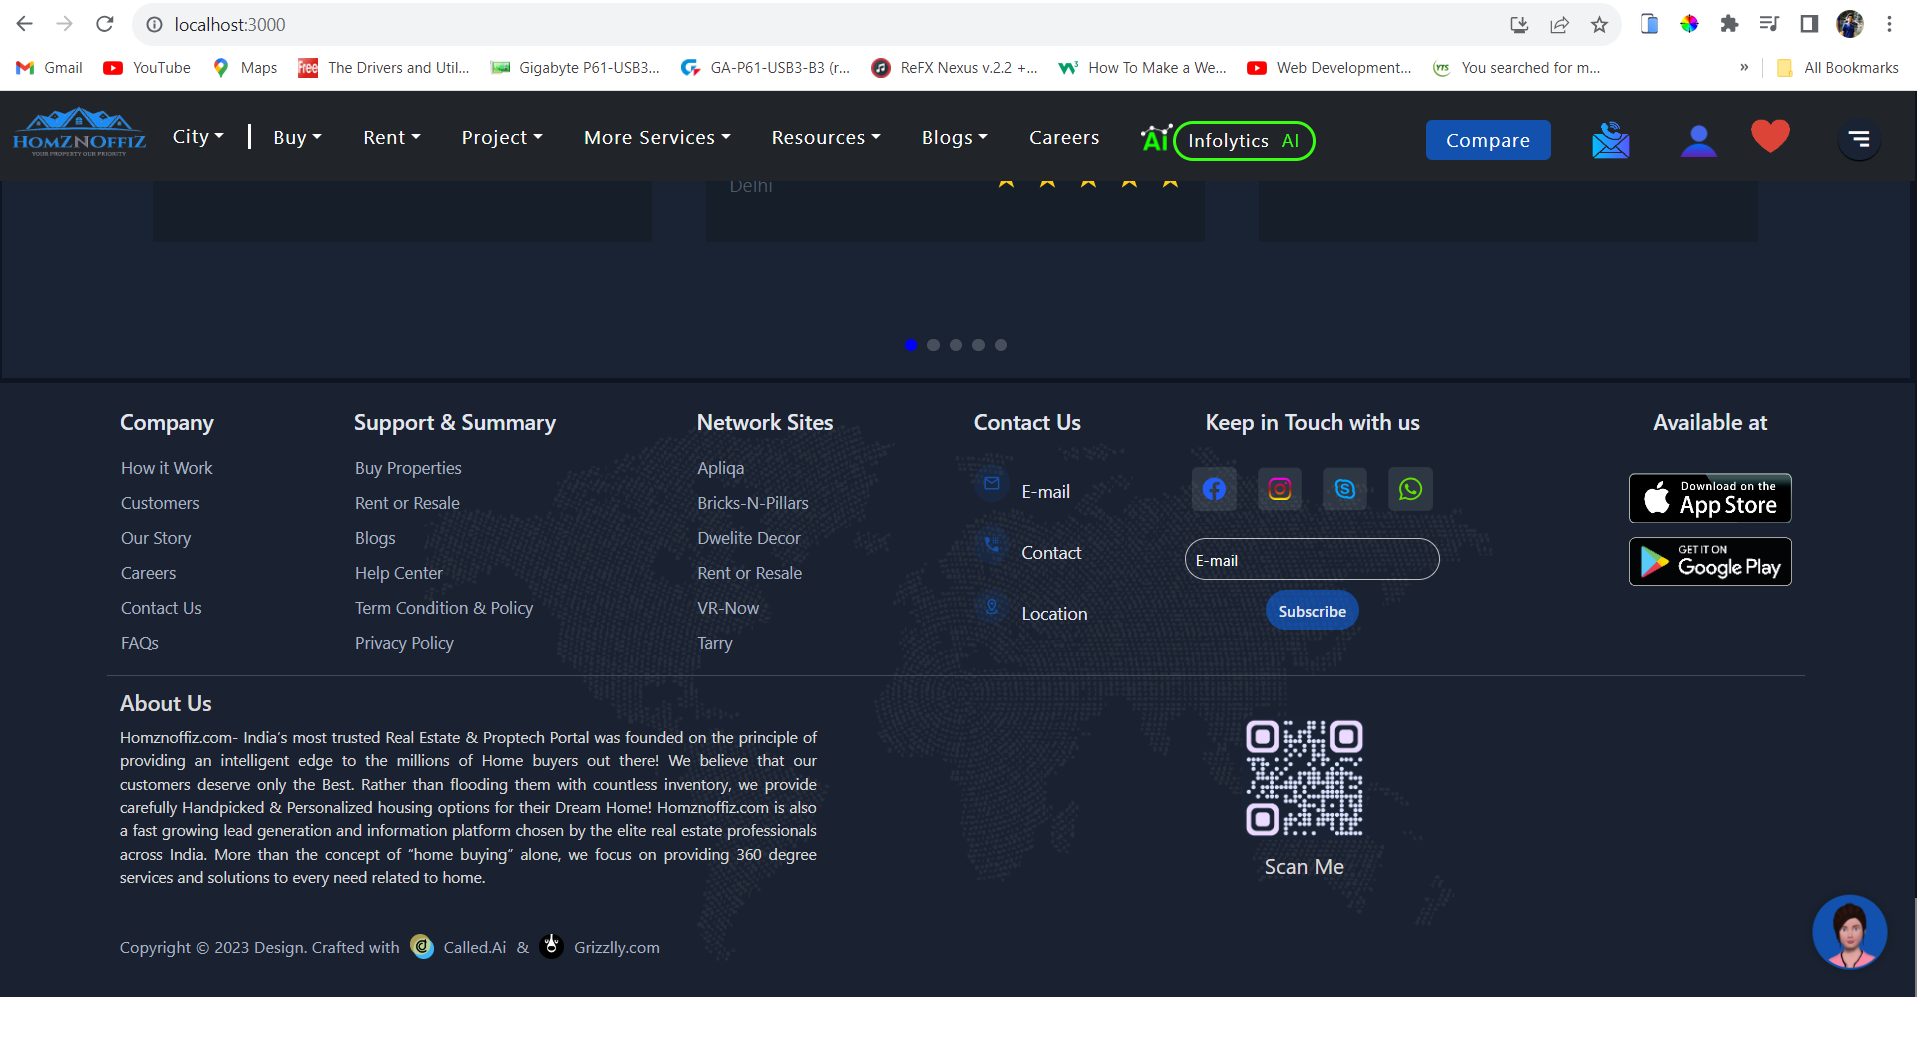 localhost:3000
Gmail YouTube Maps The Drivers and Util... Gigabyte P61-USB3... GA-P61-USB3-B3 (r... ReFX Nexus v.2.2 +... How To Make a We... Web Development... You searched for m... » All Bookmarks
HOMZNOFFIZ
YOUR PROPERTY OUR PRIORITY
City Buy Rent Project More Services Resources Blogs Careers Ai Infolytics AI Compare
Delhi
Company
How it Work
Customers
Our Story
Careers
Contact Us
FAQs
Support & Summary
Buy Properties
Rent or Resale
Blogs
Help Center
Term Condition & Policy
Privacy Policy
Network Sites
Apliqa
Bricks-N-Pillars
Dwelite Decor
Rent or Resale
VR-Now
Tarry
Contact Us
E-mail
Contact
Location
Keep in Touch with us
E-mail
Subscribe
Available at
Download on the
App Store
GET IT ON
Google Play
About Us
Homznoffiz.com- India's most trusted Real Estate & Proptech Portal was founded on the principle of
providing an intelligent edge to the millions of Home buyers out there! We believe that our
customers deserve only the Best. Rather than flooding them with countless inventory, we provide
carefully Handpicked & Personalized housing options for their Dream Home! Homznoffiz.com is also
a fast growing lead generation and information platform chosen by the elite real estate professionals
across India. More than the concept of "home buying" alone, we focus on providing 360 degree
services and solutions to every need related to home.
Scan Me
Copyright © 2023 Design. Crafted with Called.Ai & Grizzlly.com